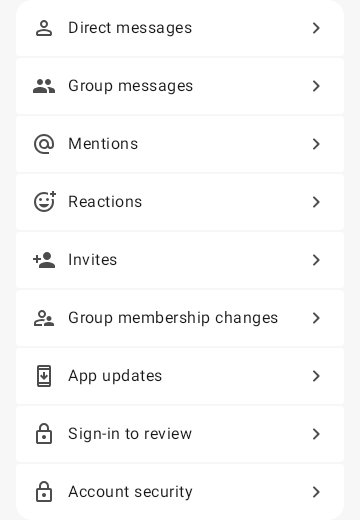 Direct messages
Group messages
Mentions
Reactions
Invites
Group membership changes
App updates
Sign-in to review
Account security